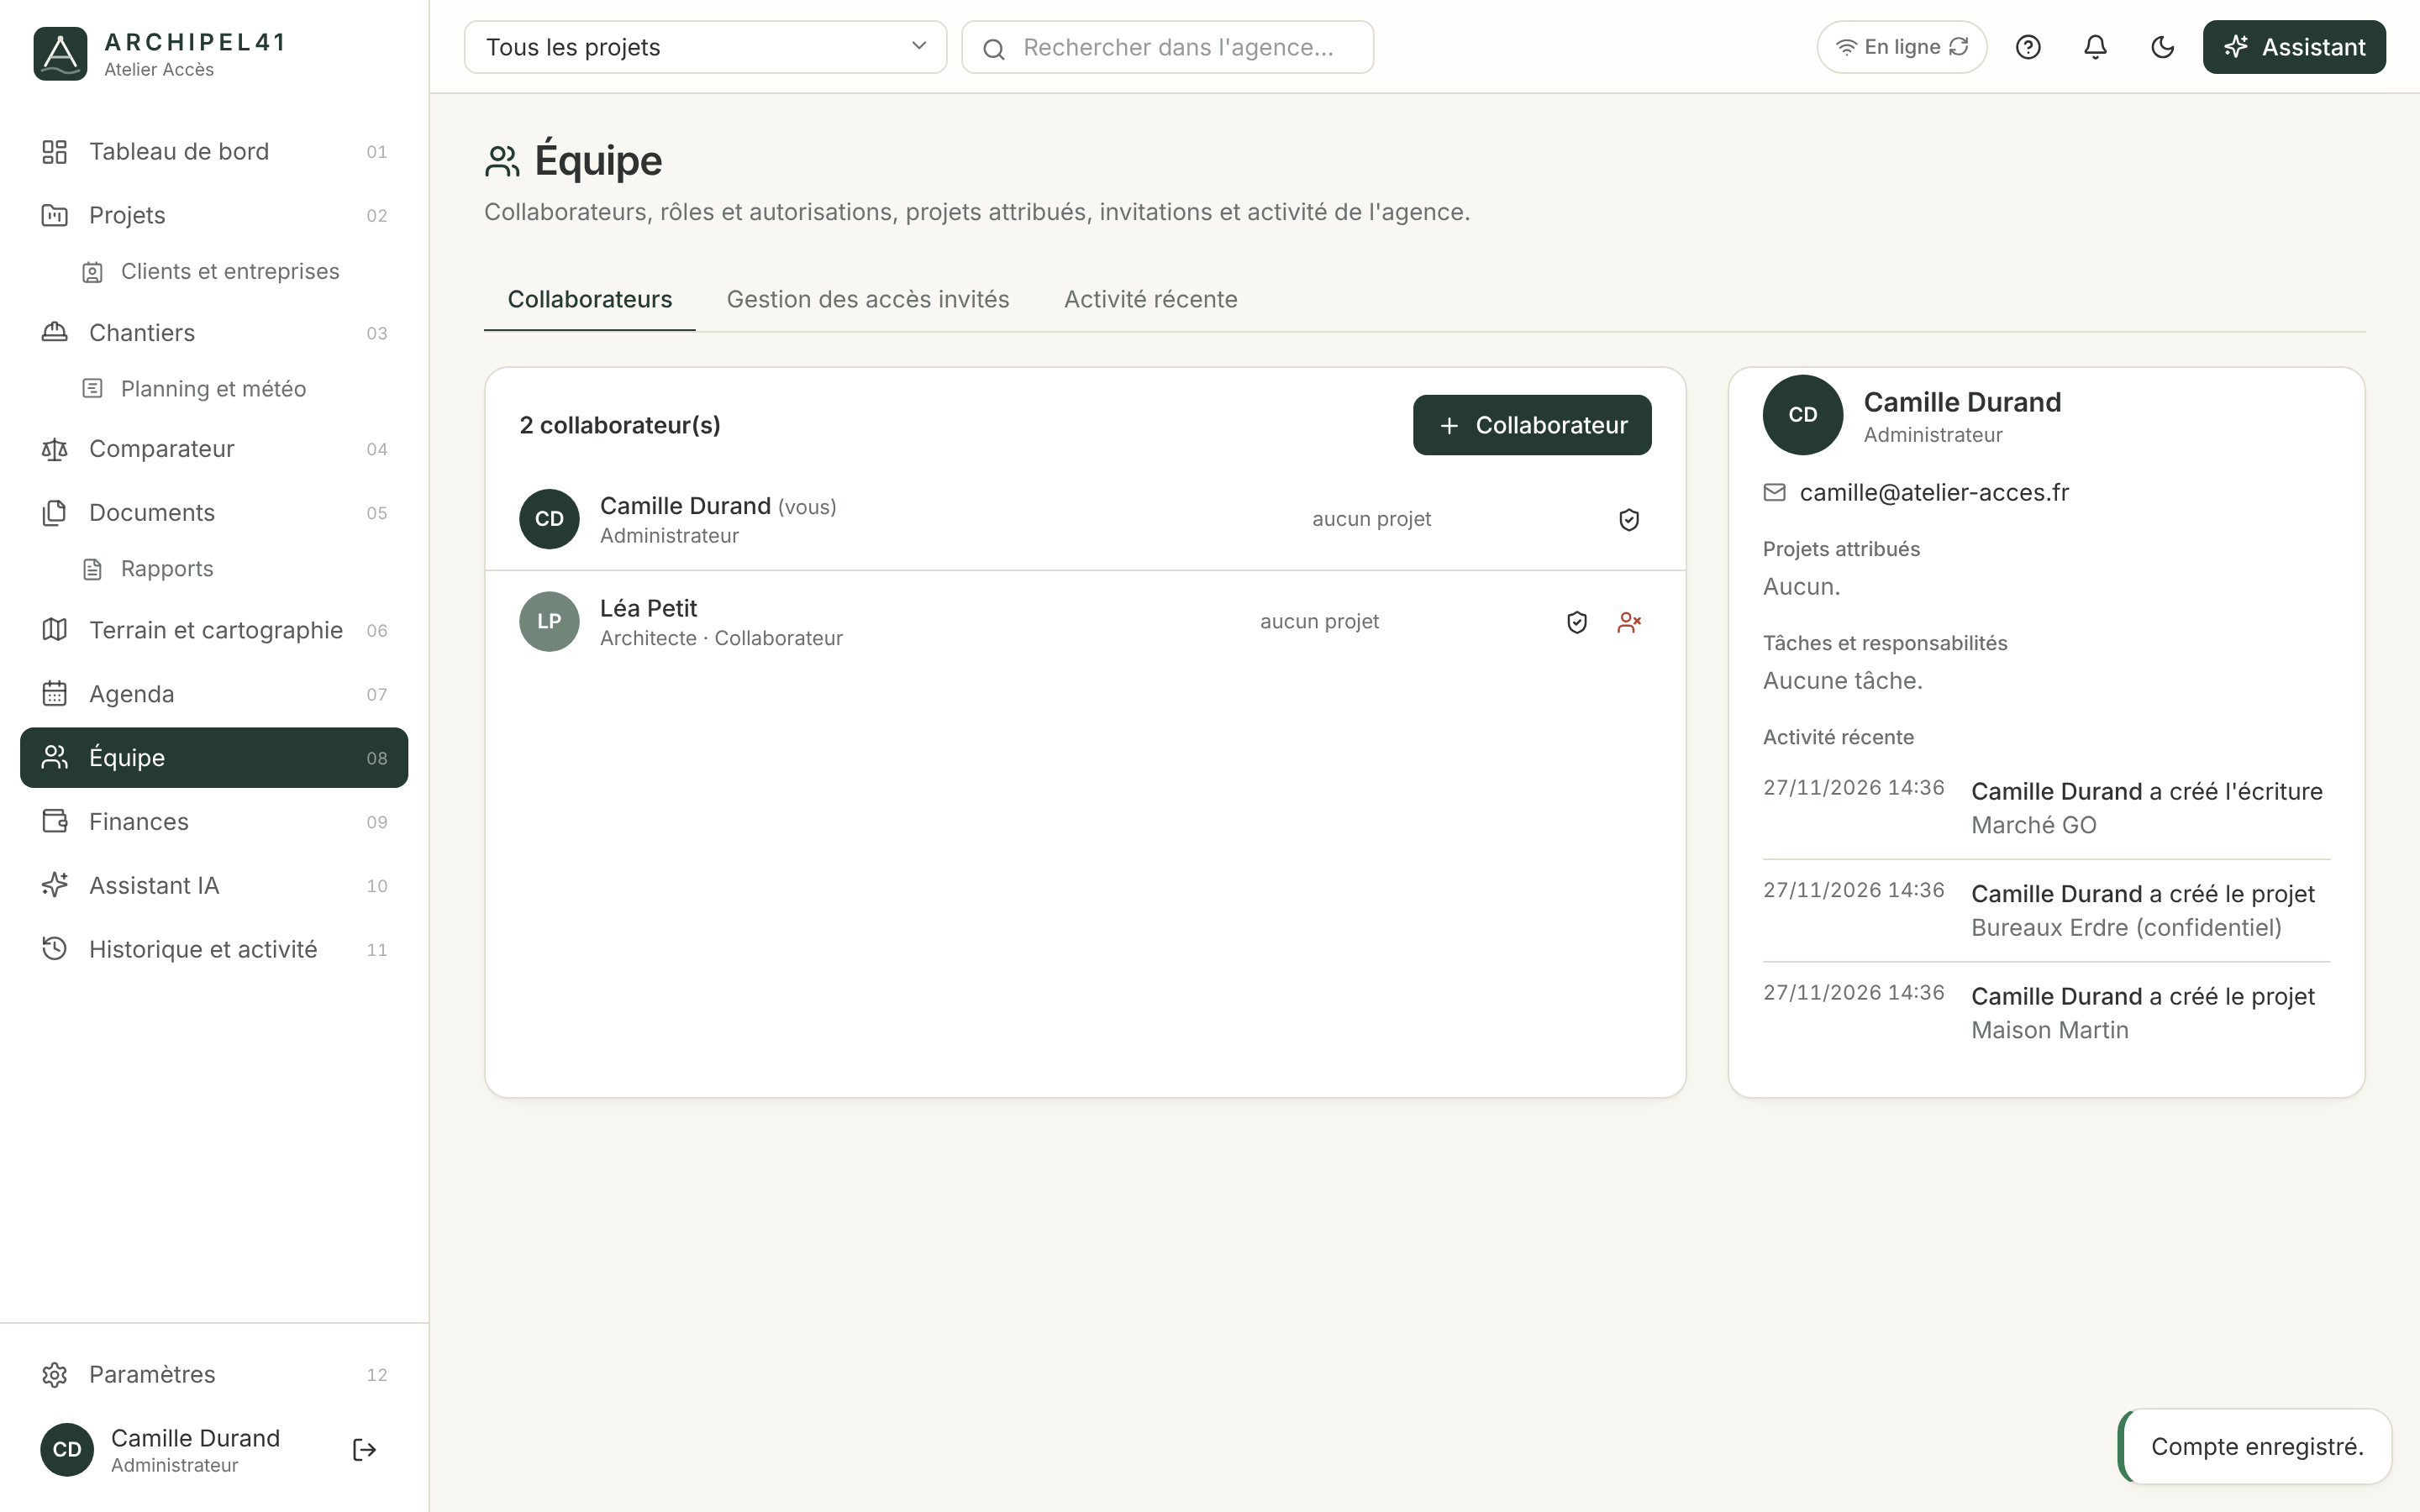 ARCHIPEL41
Atelier Accès
Tableau de bord 01
Projets 02
Clients et entreprises
Chantiers 03
Planning et météo
Comparateur 04
Documents 05
Rapports
Terrain et cartographie 06
Agenda 07
Équipe 08
Finances 09
Assistant IA 10
Historique et activité 11
Paramètres 12
CD
Camille Durand
Administrateur
Tous les projets
Rechercher dans l'agence...
En ligne
Assistant
Équipe
Collaborateurs, rôles et autorisations, projets attribués, invitations et activité de l'agence.
Collaborateurs
Gestion des accès invités
Activité récente
2 collaborateur(s)
+ Collaborateur
CD
Camille Durand (vous)
Administrateur
aucun projet
LP
Léa Petit
Architecte · Collaborateur
aucun projet
CD
Camille Durand
Administrateur
camille@atelier-acces.fr
Projets attribués
Aucun.
Tâches et responsabilités
Aucune tâche.
Activité récente
27/11/2026 14:36 Camille Durand a créé l'écriture
Marché GO
27/11/2026 14:36 Camille Durand a créé le projet
Bureaux Erdre (confidentiel)
27/11/2026 14:36 Camille Durand a créé le projet
Maison Martin
Compte enregistré.